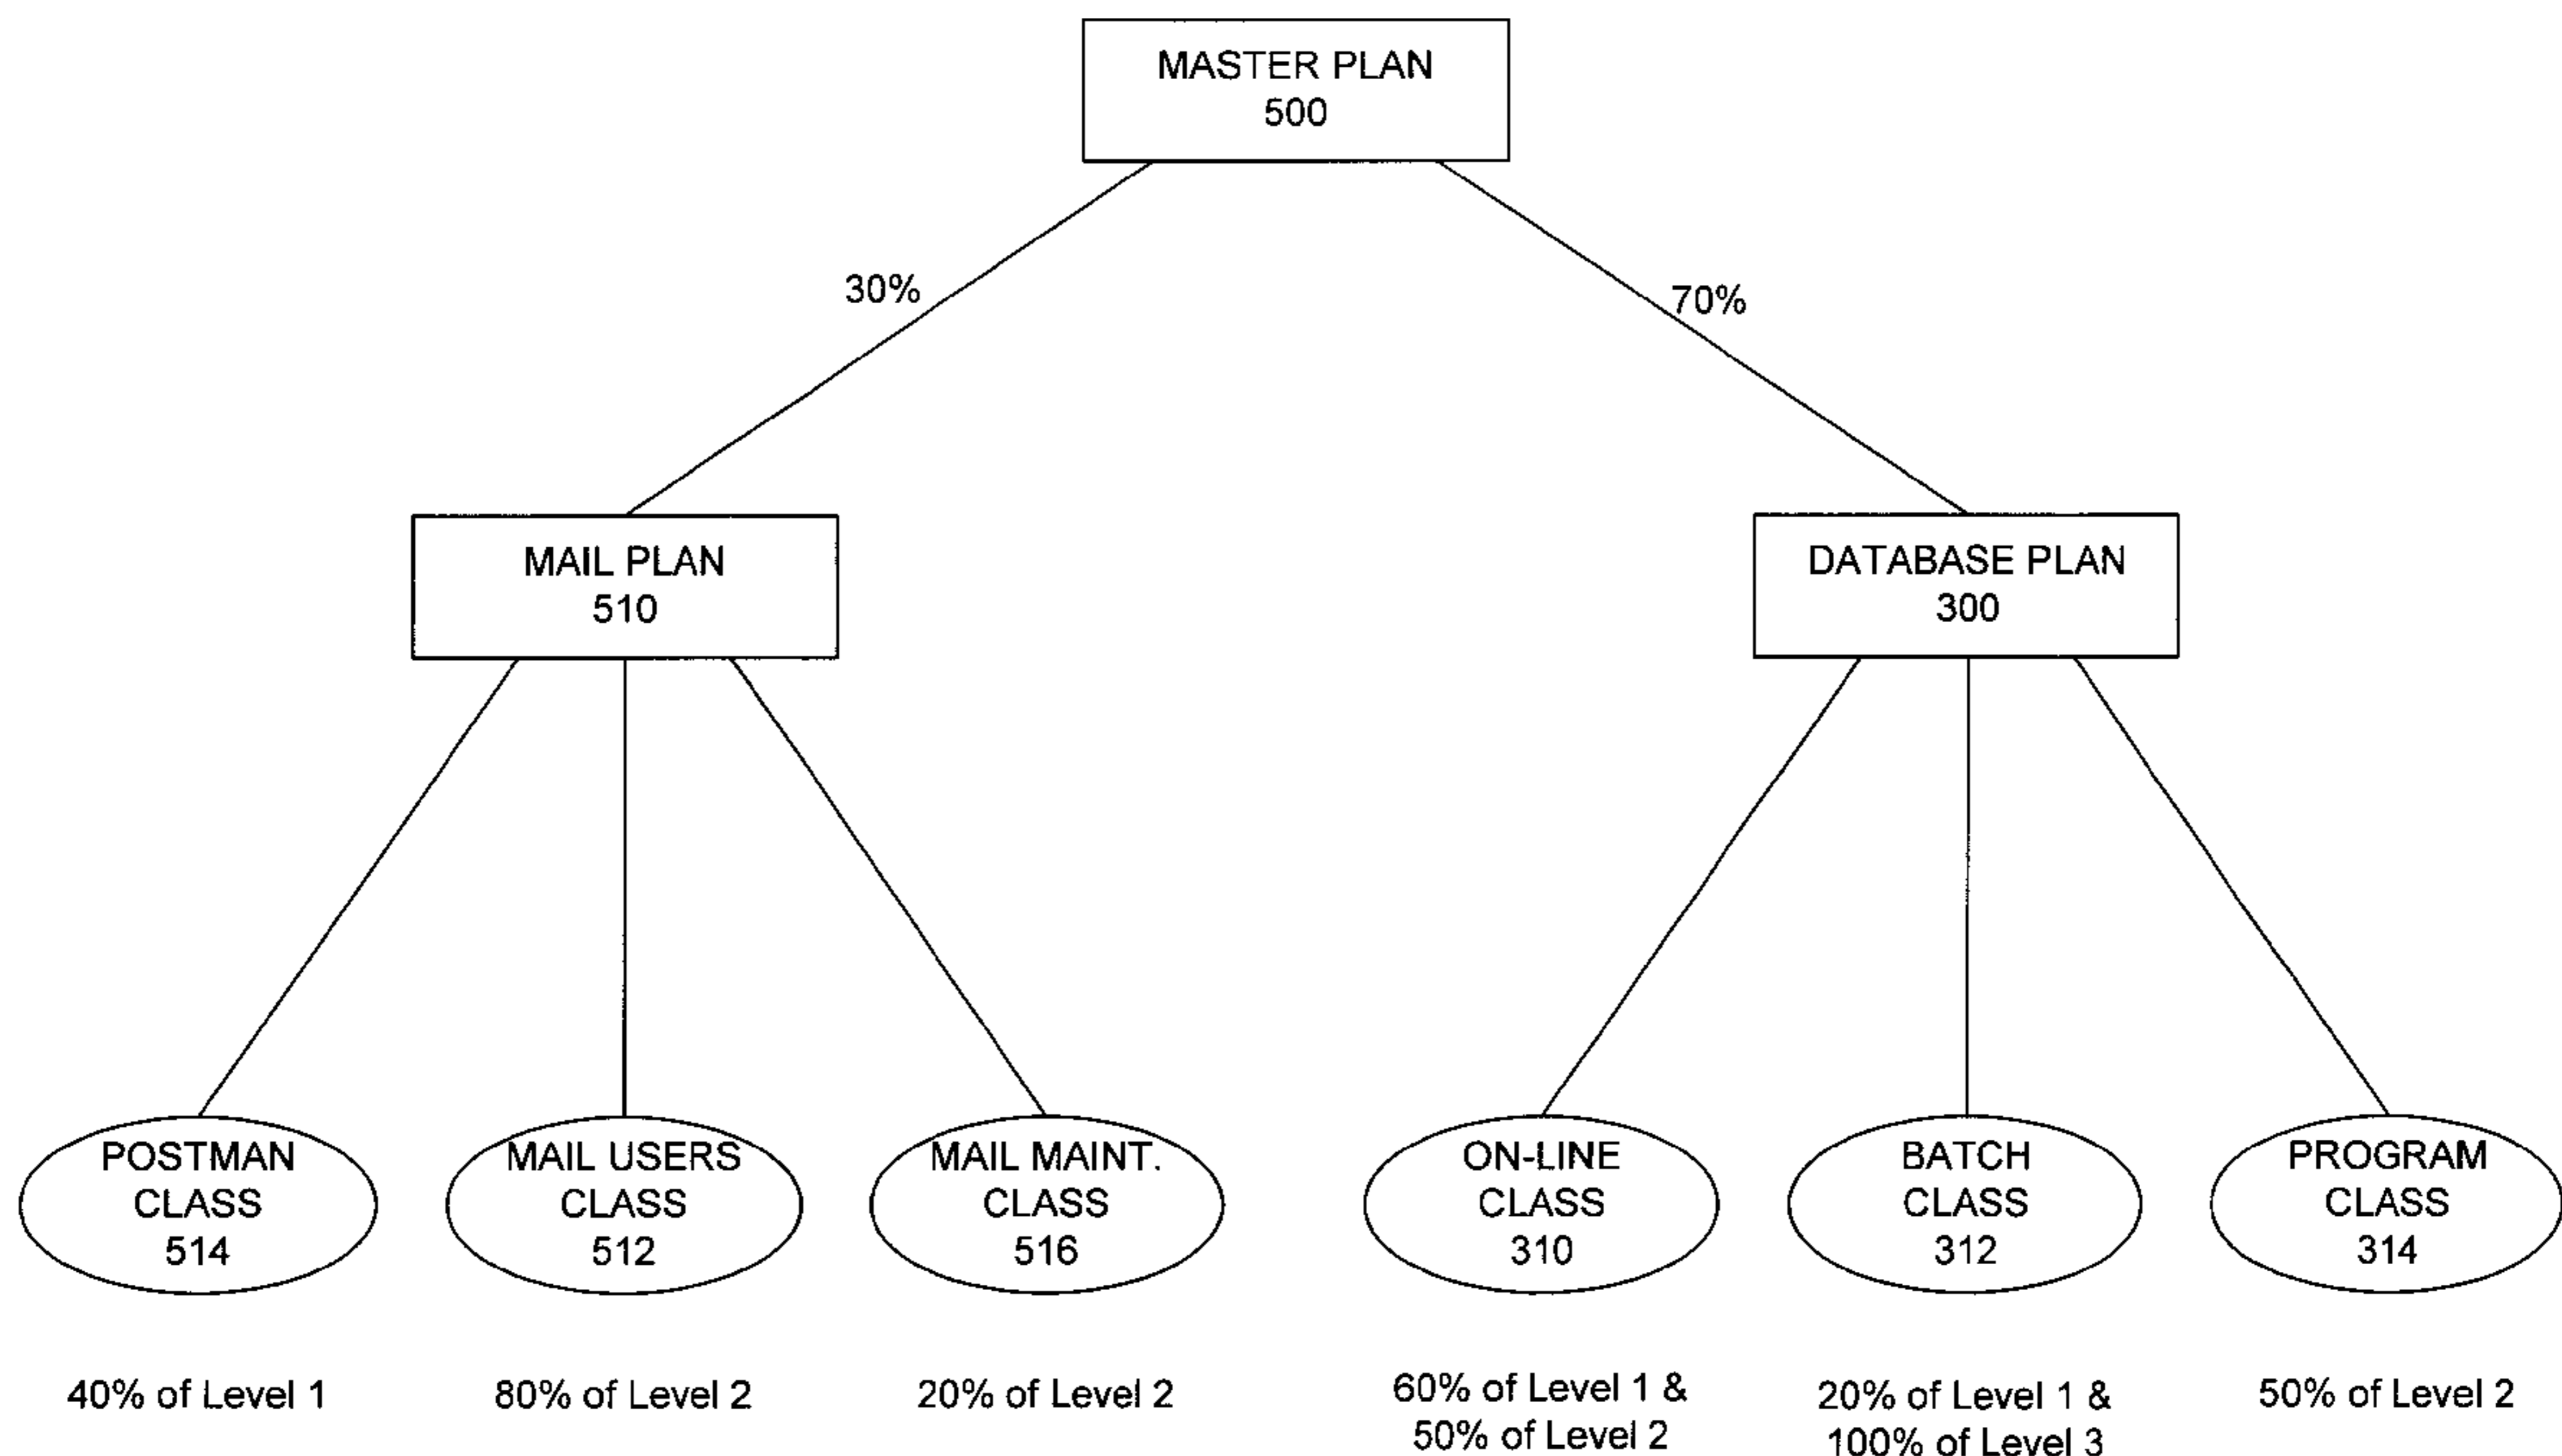 MASTER PLAN
500
30%
70%
MAIL PLAN
510
DATABASE PLAN
300
POSTMAN
CLASS
514
MAIL USERS
CLASS
512
MAIL MAINT.
CLASS
516
ON-LINE
CLASS
310
BATCH
CLASS
312
PROGRAM
CLASS
314
40% of Level 1
80% of Level 2
20% of Level 2
60% of Level 1 &
50% of Level 2
20% of Level 1 &
100% of Level 3
50% of Level 2